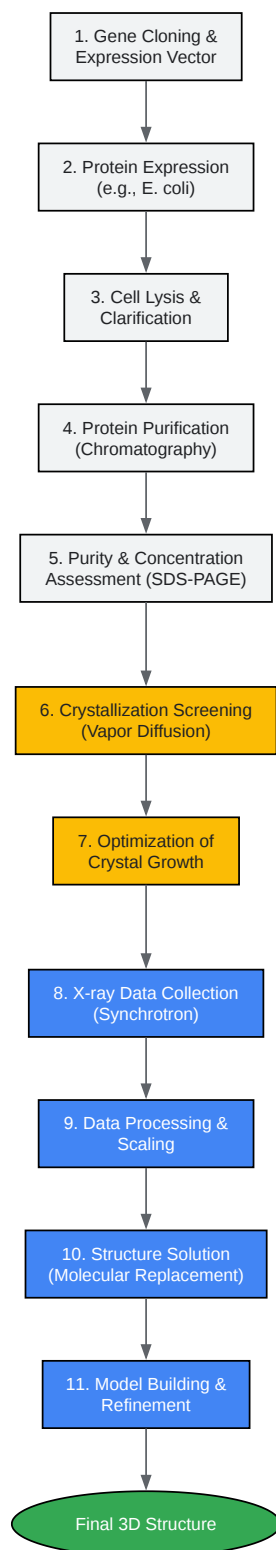 1. Gene Cloning &
Expression Vector
2. Protein Expression
(e.g., E. coli)
3. Cell Lysis &
Clarification
4. Protein Purification
(Chromatography)
5. Purity & Concentration
Assessment (SDS-PAGE)
6. Crystallization Screening
(Vapor Diffusion)
7. Optimization of
Crystal Growth
8. X-ray Data Collection
(Synchrotron)
9. Data Processing &
Scaling
10. Structure Solution
(Molecular Replacement)
11. Model Building &
Refinement
Final 3D Structure